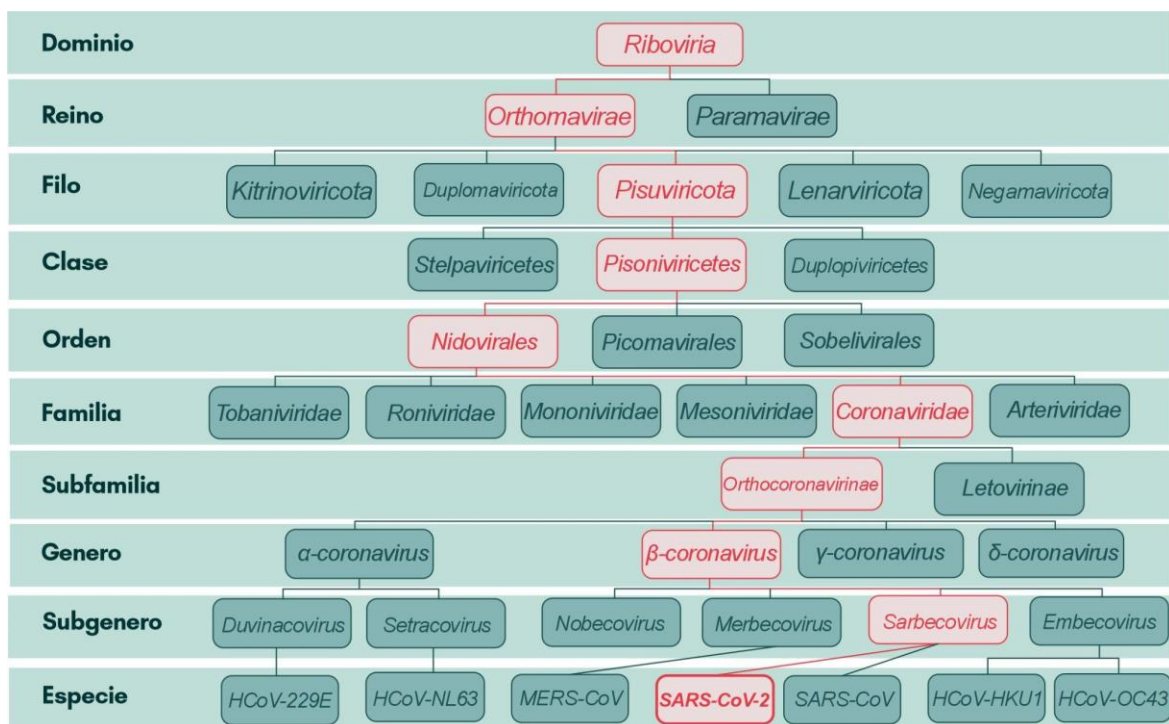 Dominio
Riboviria
Reino
Orthomavirae
Paramavirae
Filo
Kitrinoviricota
Duplomaviricota
Pisuviricota
Lenarviricota
Negamaviricota
Clase
Stelpaviricetes
Pisoniviricetes
Duplopiviricetes
Orden
Nidovirales
Picomavirales
Sobelivirales
Familia
Tobaniviridae
Roniviridae
Mononiviridae
Mesoniviridae
Coronaviridae
Arteriviridae
Subfamilia
Orthocoronavirinae
Letovirinae
Genero
α-coronavirus
β-coronavirus
γ-coronavirus
δ-coronavirus
Subgenero
Duvinacovirus
Setracovirus
Nobecovirus
Merbecovirus
Sarbecovirus
Embecovirus
Especie
HCoV-229E
HCoV-NL63
MERS-CoV
SARS-CoV-2
SARS-CoV
HCoV-HKU1
HCoV-OC43